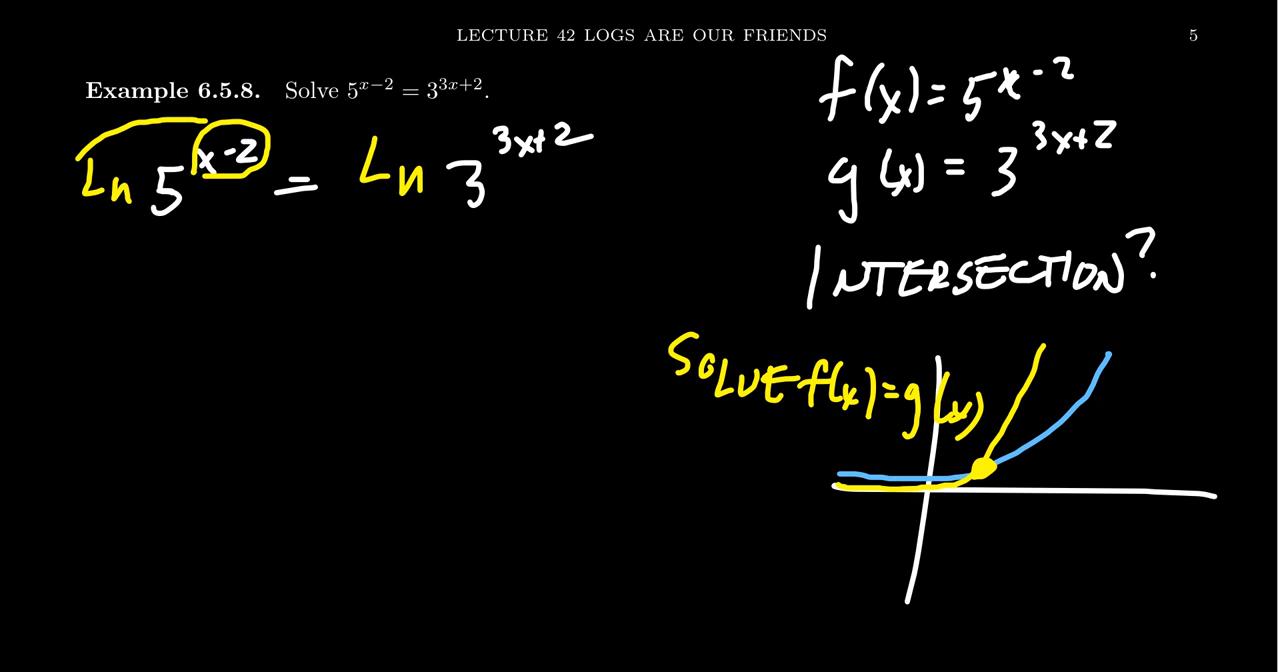 LECTURE 42 LOGS ARE OUR FRIENDS 5
Example 6.5.8. Solve 5^{x−2} = 3^{3x+2}.
Ln 5^{x-2} = Ln 3^{3x+2}
f(x) = 5^{x-2}
g(x) = 3^{3x+2}
INTERSECTION?
SOLVE f(x) = g(x)